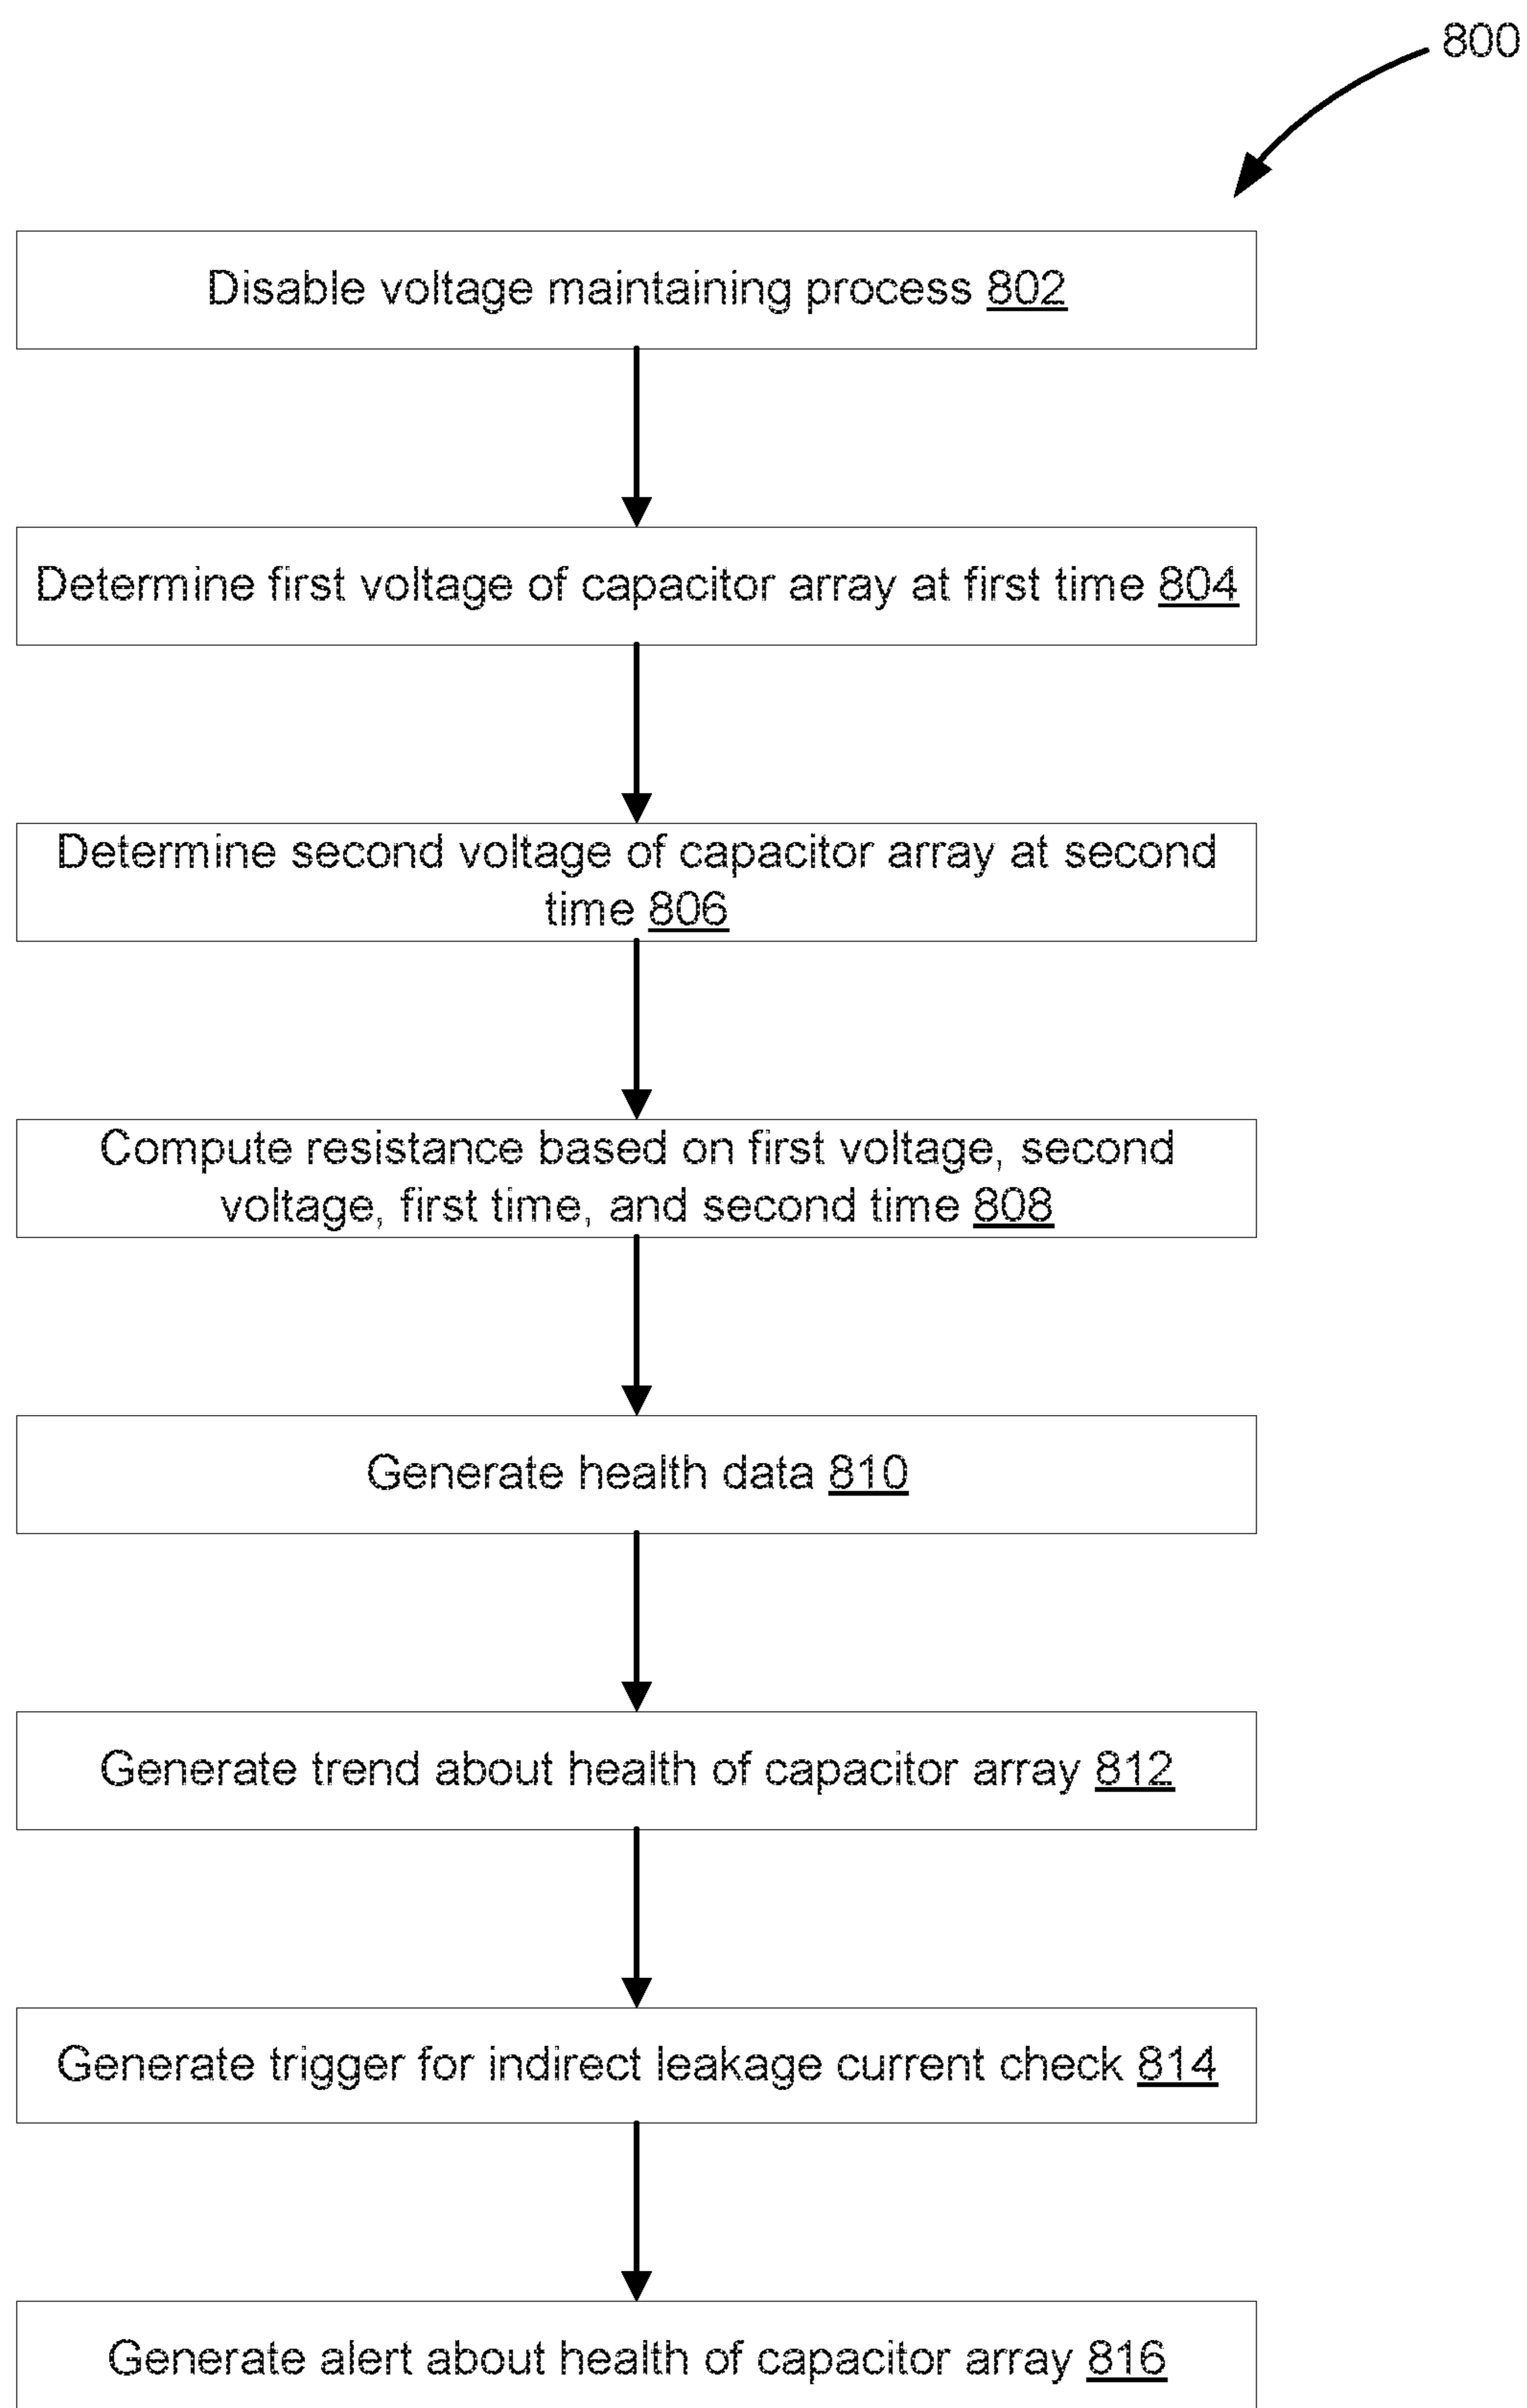 800
Disable voltage maintaining process 802
Determine first voltage of capacitor array at first time 804
Determine second voltage of capacitor array at second
time 806
Compute resistance based on first voltage, second
voltage, first time, and second time 808
Generate health data 810
Generate trend about health of capacitor array 812
Generate trigger for indirect leakage current check 814
Generate alert about health of capacitor array 816